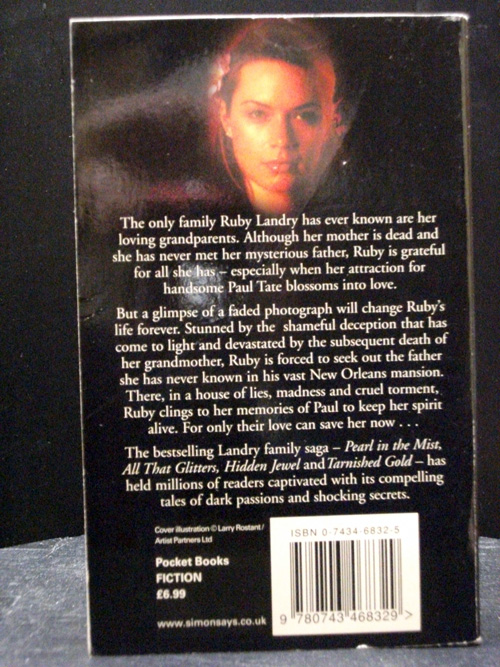 The only family Ruby Landry has ever known are her
loving grandparents. Although her mother is dead and
she has never met her mysterious father, Ruby is grateful
for all she has – especially when her attraction for
handsome Paul Tate blossoms into love.
But a glimpse of a faded photograph will change Ruby's
life forever. Stunned by the shameful deception that has
come to light and devastated by the subsequent death of
her grandmother, Ruby is forced to seek out the father
she has never known in his vast New Orleans mansion.
There, in a house of lies, madness and cruel torment,
Ruby clings to her memories of Paul to keep her spirit
alive. For only their love can save her now . . .
The bestselling Landry family saga – Pearl in the Mist,
All That Glitters, Hidden Jewel and Tarnished Gold – has
held millions of readers captivated with its compelling
tales of dark passions and shocking secrets.
Cover illustration © Larry Rostant /
Artist Partners Ltd
Pocket Books
FICTION
£6.99
www.simonsays.co.uk
ISBN 0-7434-6832-5
9 780743 468329 >